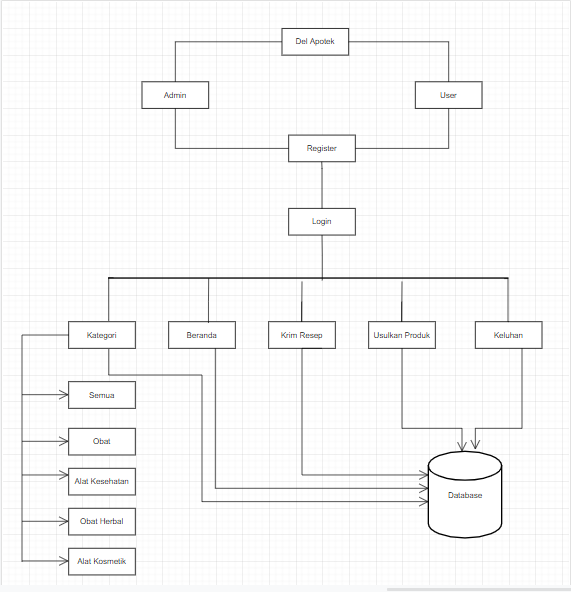 Del Apotek
Admin
User
Register
Login
Kategori
Beranda
Krim Resep
Usulkan Produk
Keluhan
Semua
Obat
Alat Kesehatan
Database
Obat Herbal
Alat Kosmetik